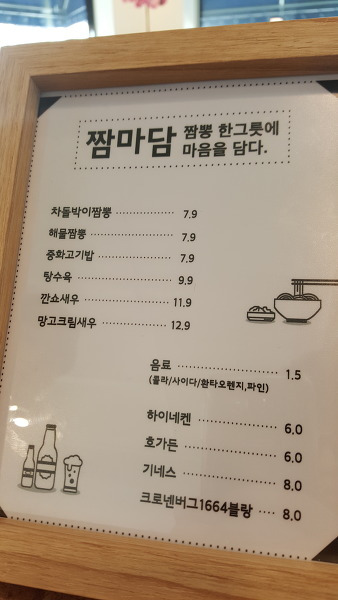 짬마담 짬뽕 한그릇에
마음을 담다.
차돌박이짬뽕 ·············· 7.9
해물짬뽕 ·············· 7.9
중화고기밥 ·············· 7.9
탕수육 ·············· 9.9
깐쇼새우 ·············· 11.9
망고크림새우 ·············· 12.9
음료 ·············· 1.5
(콜라/사이다/환타오렌지,파인)
하이네켄 ·············· 6.0
호가든 ·············· 6.0
기네스 ·············· 8.0
크로넨버그1664블랑 ···· 8.0